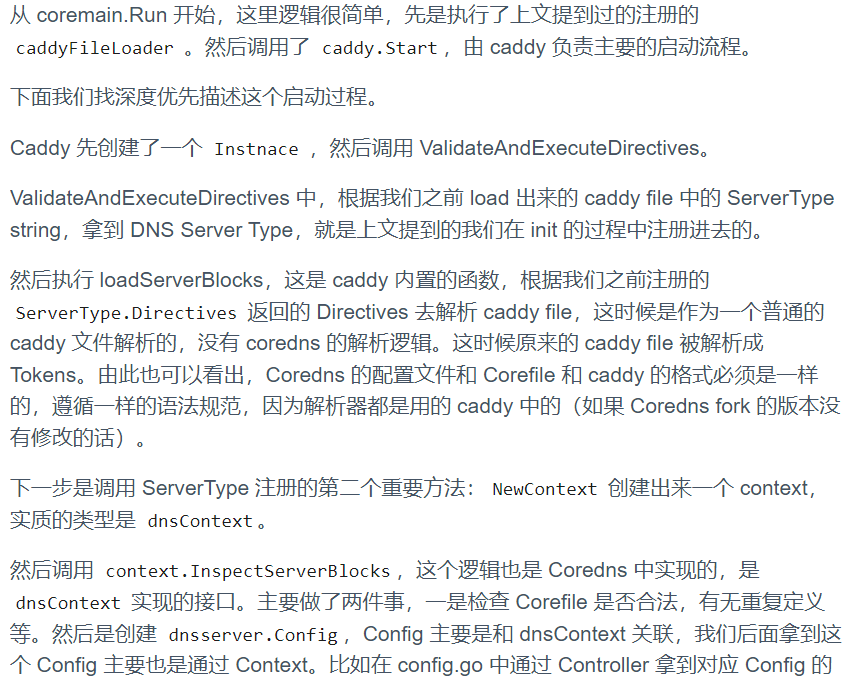 从 coremain.Run 开始，这里逻辑很简单，先是执行了上文提到过的注册的
caddyFileLoader 。然后调用了 caddy.Start，由 caddy 负责主要的启动流程。
下面我们找深度优先描述这个启动过程。
Caddy 先创建了一个 Instnace ，然后调用 ValidateAndExecuteDirectives。
ValidateAndExecuteDirectives 中，根据我们之前 load 出来的 caddy file 中的 ServerType
string，拿到 DNS Server Type，就是上文提到的我们在 init 的过程中注册进去的。
然后执行 loadServerBlocks，这是 caddy 内置的函数，根据我们之前注册的
ServerType.Directives 返回的 Directives 去解析 caddy file，这时候是作为一个普通的
caddy 文件解析的，没有 coredns 的解析逻辑。这时候原来的 caddy file 被解析成
Tokens。由此也可以看出，Coredns 的配置文件和 Corefile 和 caddy 的格式必须是一样
的，遵循一样的语法规范，因为解析器都是用的 caddy 中的（如果 Coredns fork 的版本没
有修改的话）。
下一步是调用 ServerType 注册的第二个重要方法： NewContext 创建出来一个 context，
实质的类型是 dnsContext。
然后调用 context.InspectServerBlocks，这个逻辑也是 Coredns 中实现的，是
dnsContext 实现的接口。主要做了两件事，一是检查 Corefile 是否合法，有无重复定义
等。然后是创建 dnsserver.Config，Config 主要是和 dnsContext 关联，我们后面拿到这
个 Config 主要也是通过 Context。比如在 config.go 中通过 Controller 拿到对应 Config 的